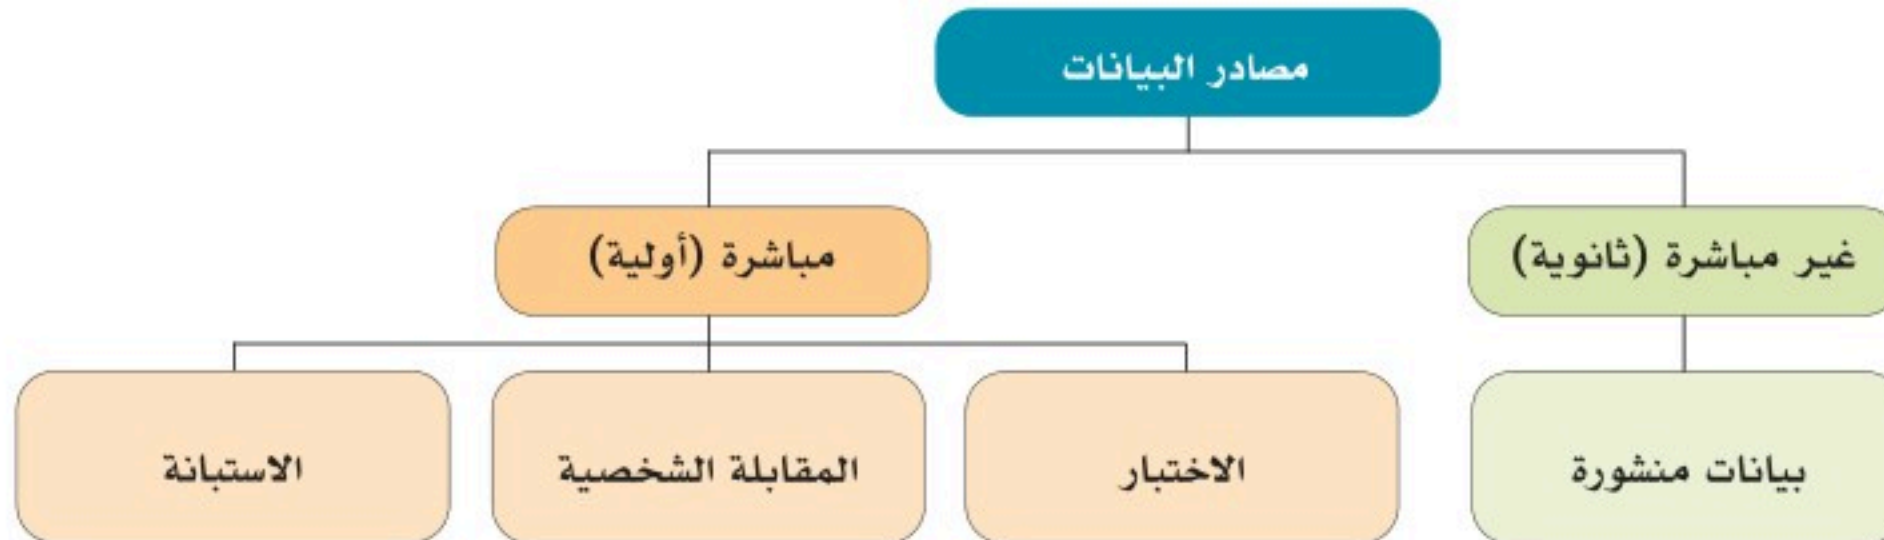 مصادر البيانات
غير مباشرة (ثانوية)
مباشرة (أولية)
بيانات منشورة
الاختبار
المقابلة الشخصية
الاستبانة